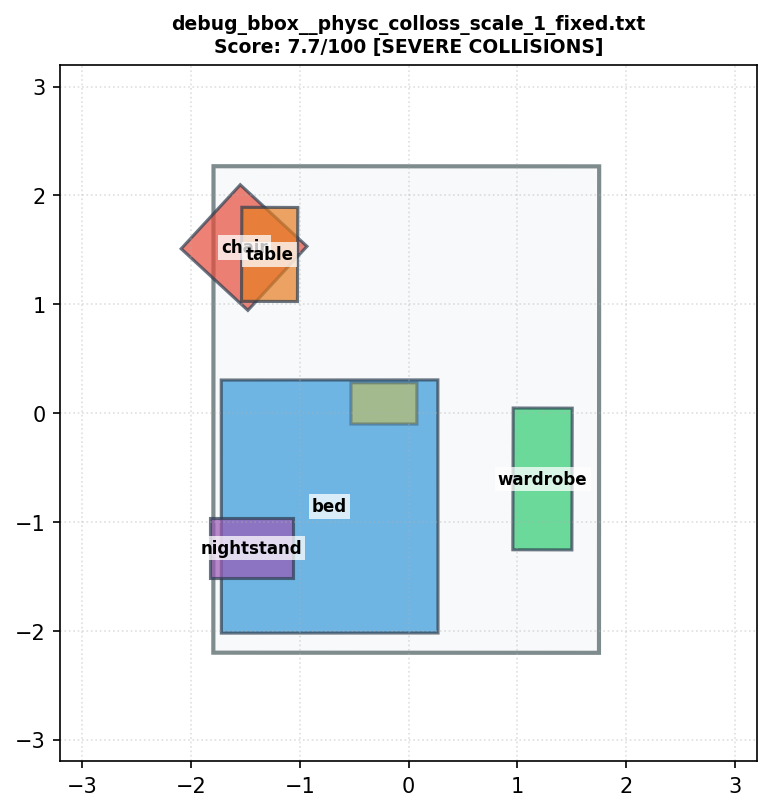 debug_bbox__physc_colloss_scale_1_fixed.txt
Score: 7.7/100 [SEVERE COLLISIONS]
3
2
chair
table
1
0
wardrobe
bed
−1
nightstand
−2
−3
−3 −2 −1 0 1 2 3